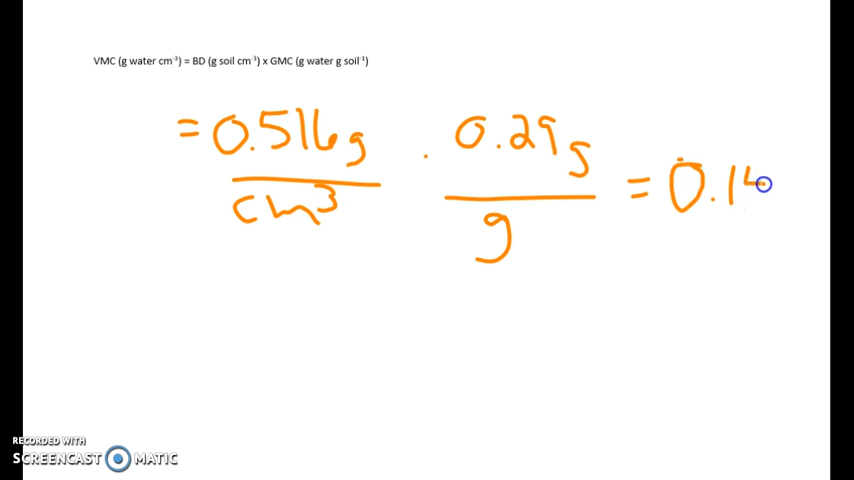 VMC (g water cm⁻³) = BD (g soil cm⁻³) x GMC (g water g soil⁻¹)
= 0.516g / cm³ . 0.29g / g = 0.14
RECORDED WITH
SCREENCAST MATIC